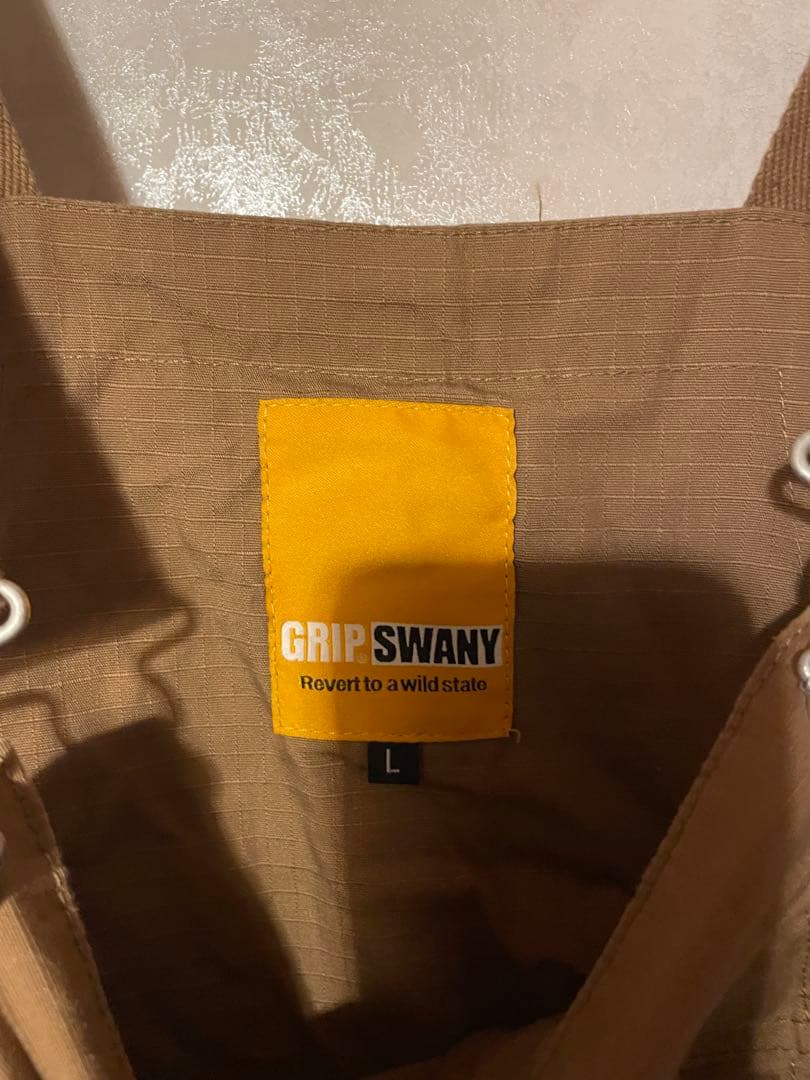 GRIP® SWANY
Revert to a wild state
L